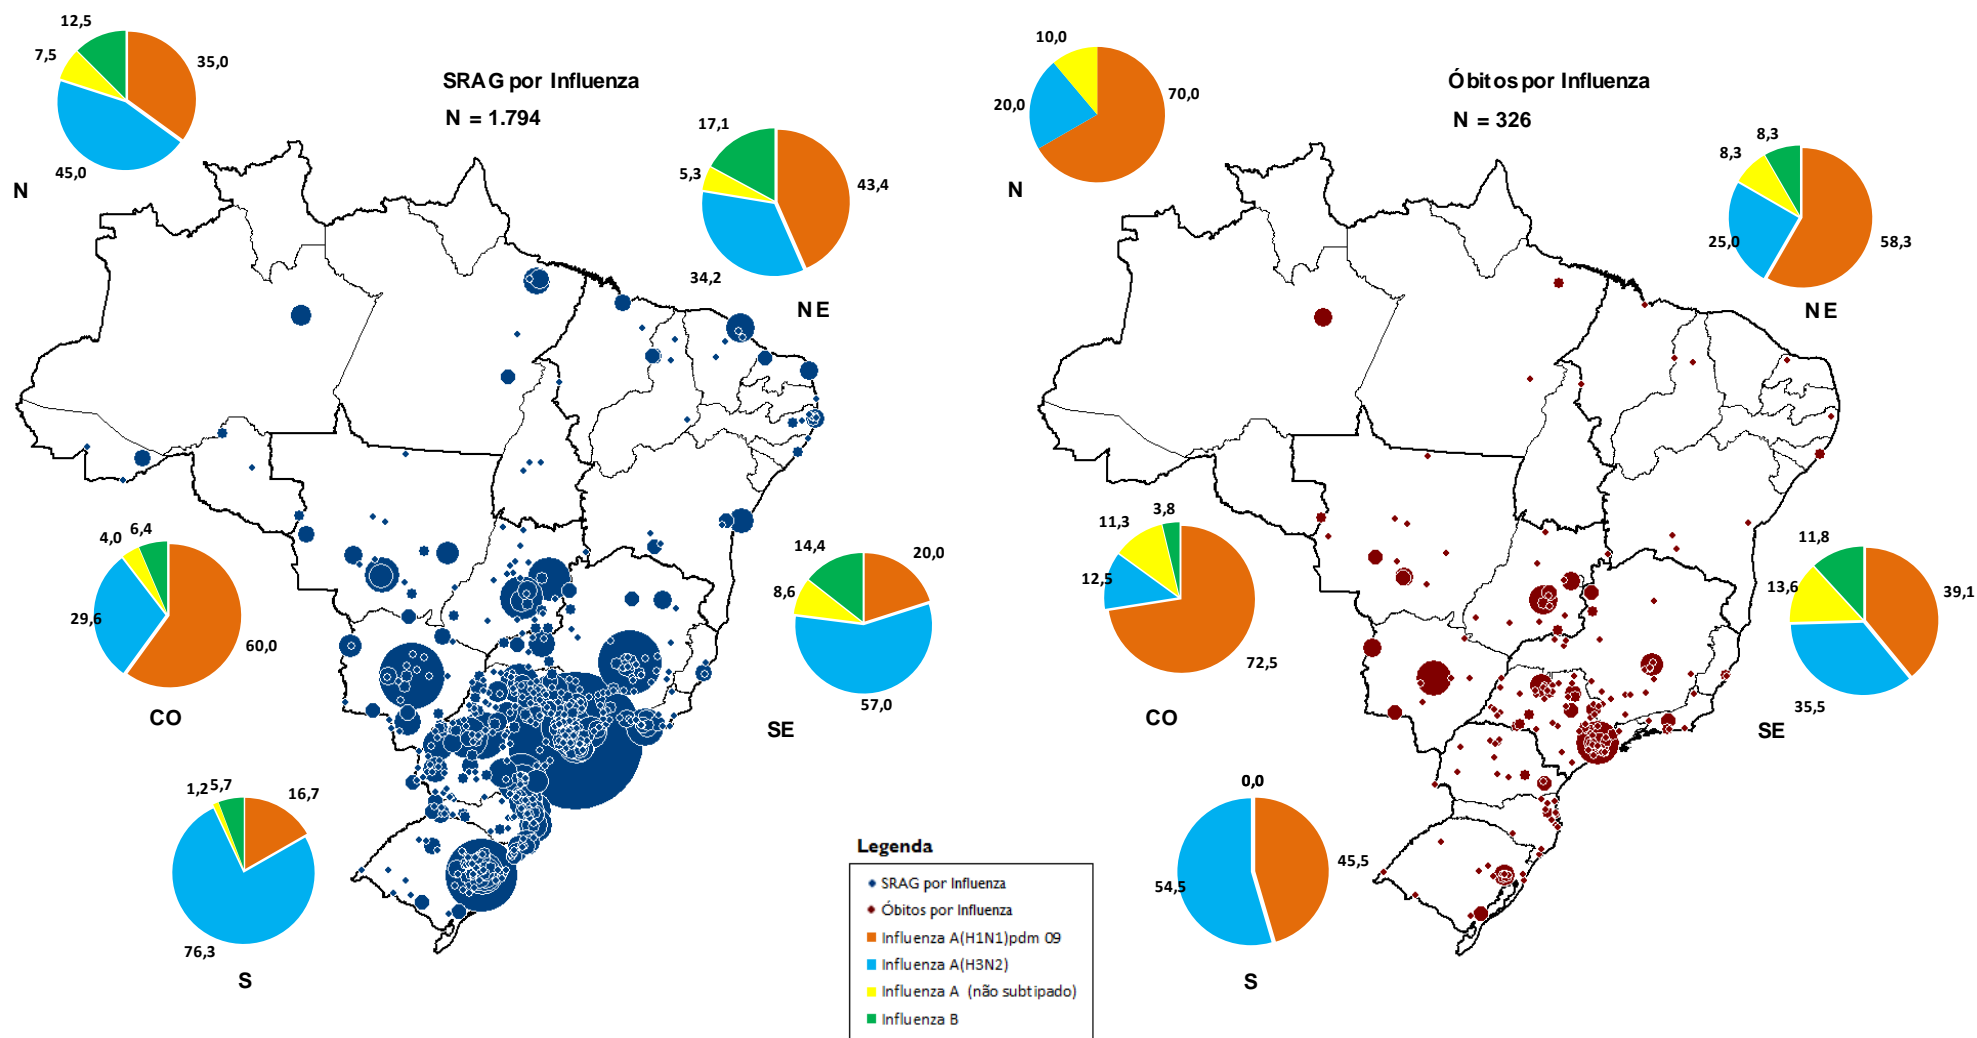 SRAG por Influenza
N = 1.794
12,5
7,5
35,0
45,0
N
17,1
5,3
43,4
34,2
NE
4,0
6,4
29,6
60,0
CO
14,4
20,0
8,6
57,0
SE
1,2
5,7
16,7
76,3
S
Óbitos por Influenza
N = 326
10,0
20,0
70,0
N
8,3
8,3
25,0
58,3
NE
11,3
3,8
12,5
72,5
CO
11,8
13,6
39,1
35,5
SE
0,0
45,5
54,5
S
Legenda
SRAG por Influenza
Óbitos por Influenza
Influenza A(H1N1)pdm 09
Influenza A(H3N2)
Influenza A (não subtipado)
Influenza B